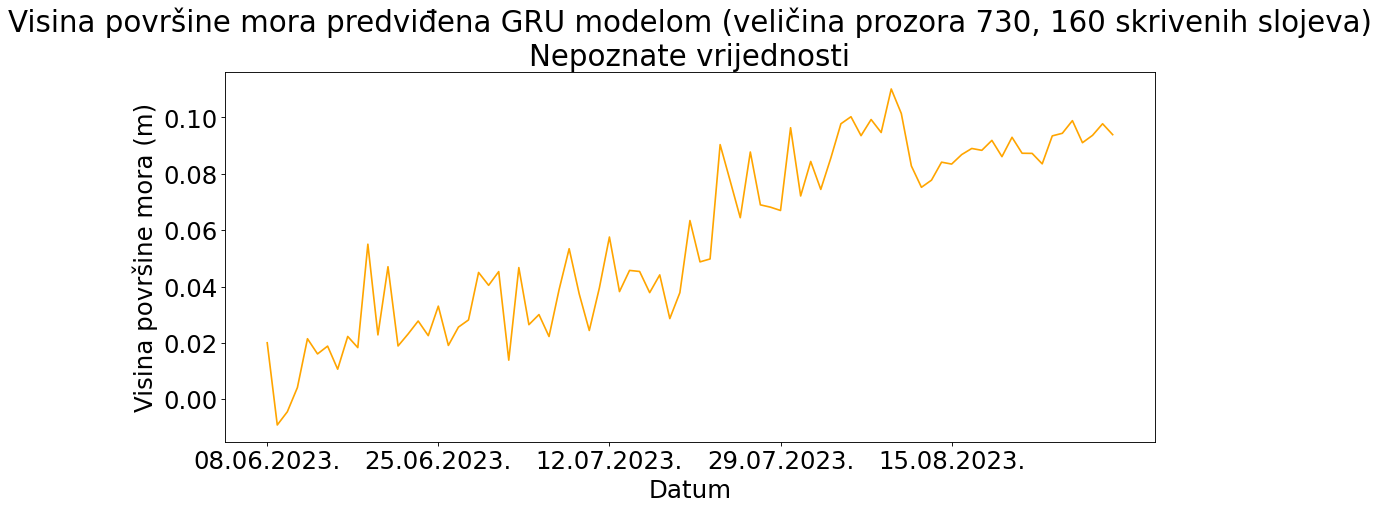 Visina površine mora predviđena GRU modelom (veličina prozora 730, 160 skrivenih slojeva)
Nepoznate vrijednosti
Visina površine mora (m)
0.10
0.08
0.06
0.04
0.02
0.00
08.06.2023. 25.06.2023. 12.07.2023. 29.07.2023. 15.08.2023.
Datum